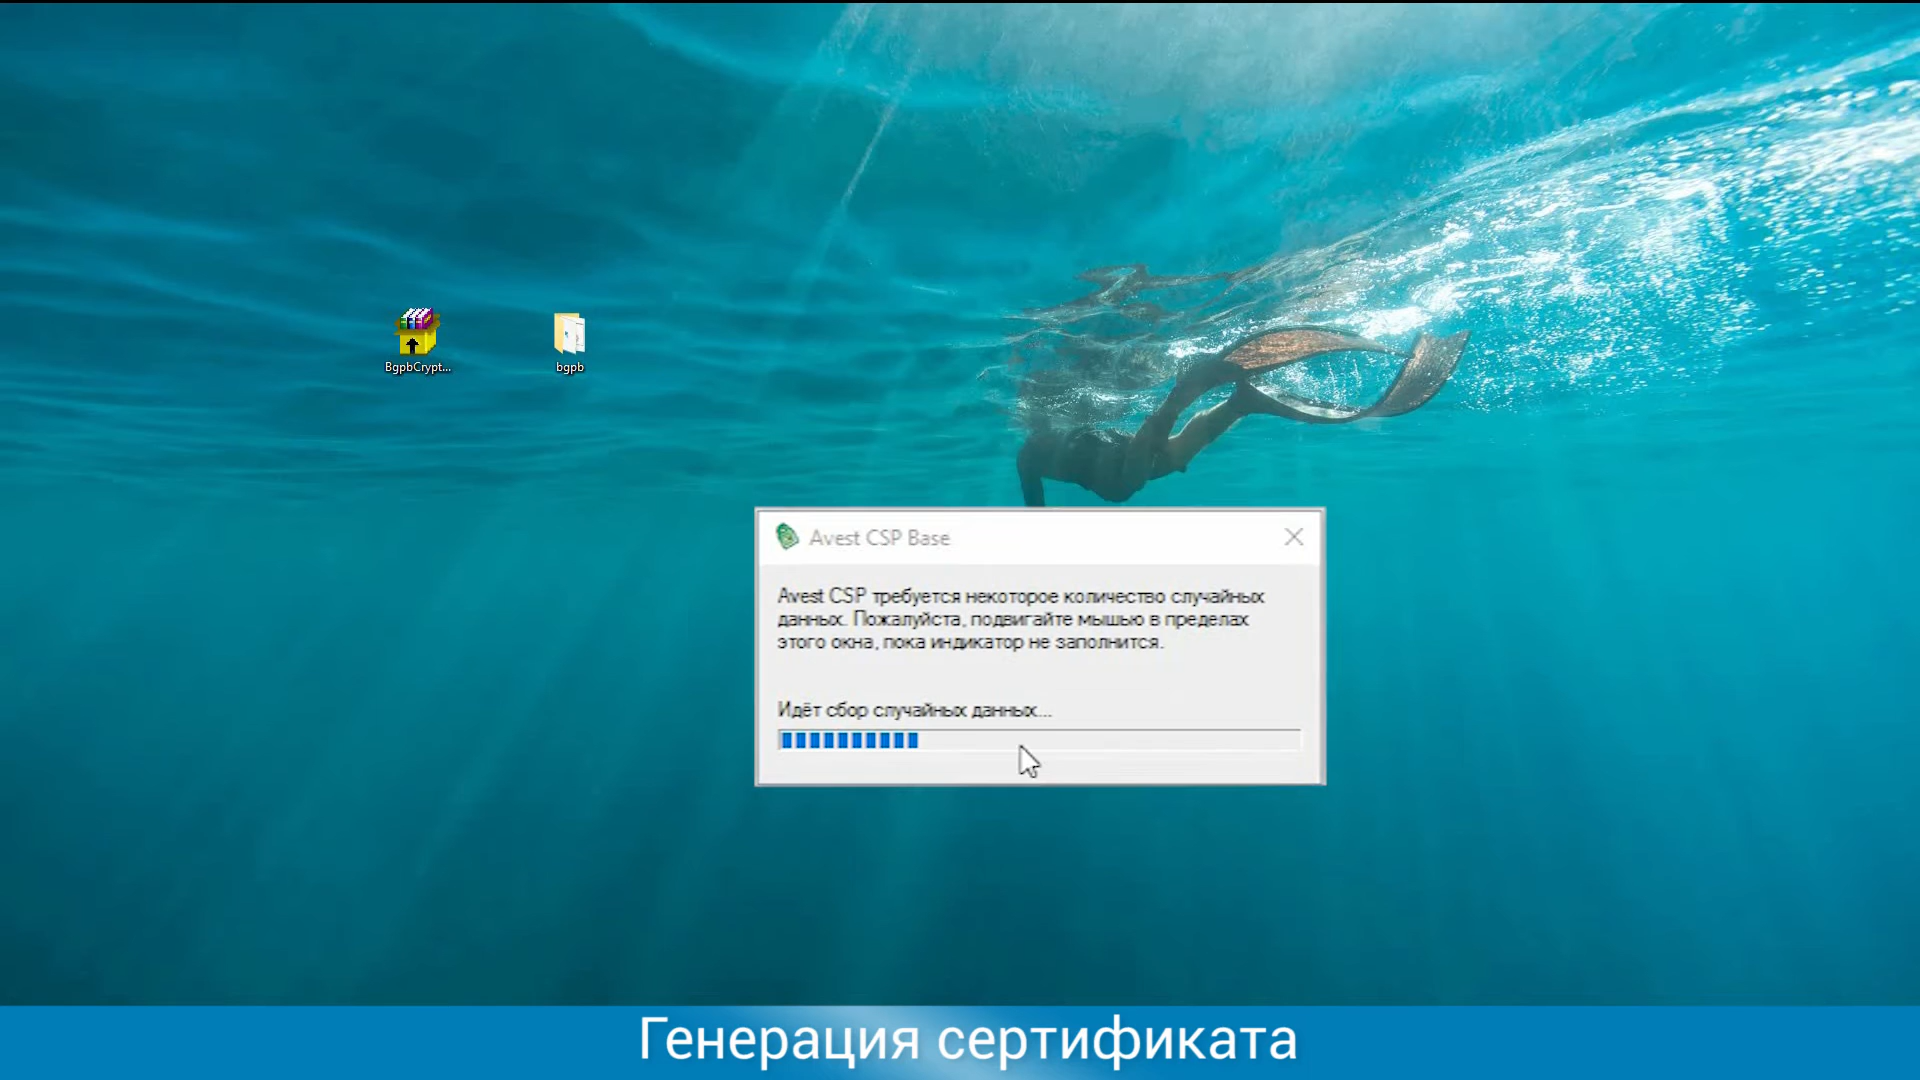 BgpbCrypt...
bgpb
Avest CSP Base
Avest CSP требуется некоторое количество случайных
данных. Пожалуйста, подвигайте мышью в пределах
этого окна, пока индикатор не заполнится.
Идёт сбор случайных данных...
Генерация сертификата